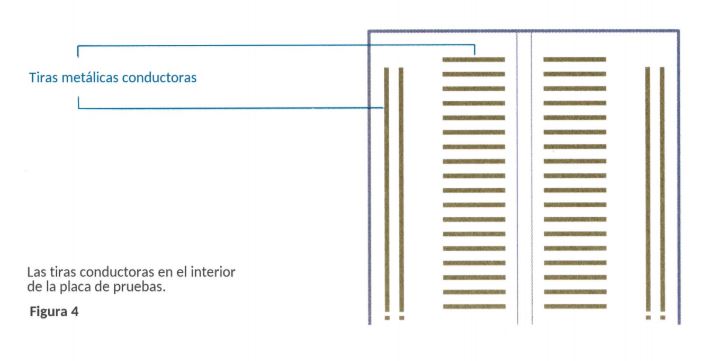 Tiras metálicas conductoras
Las tiras conductoras en el interior
de la placa de pruebas.
Figura 4